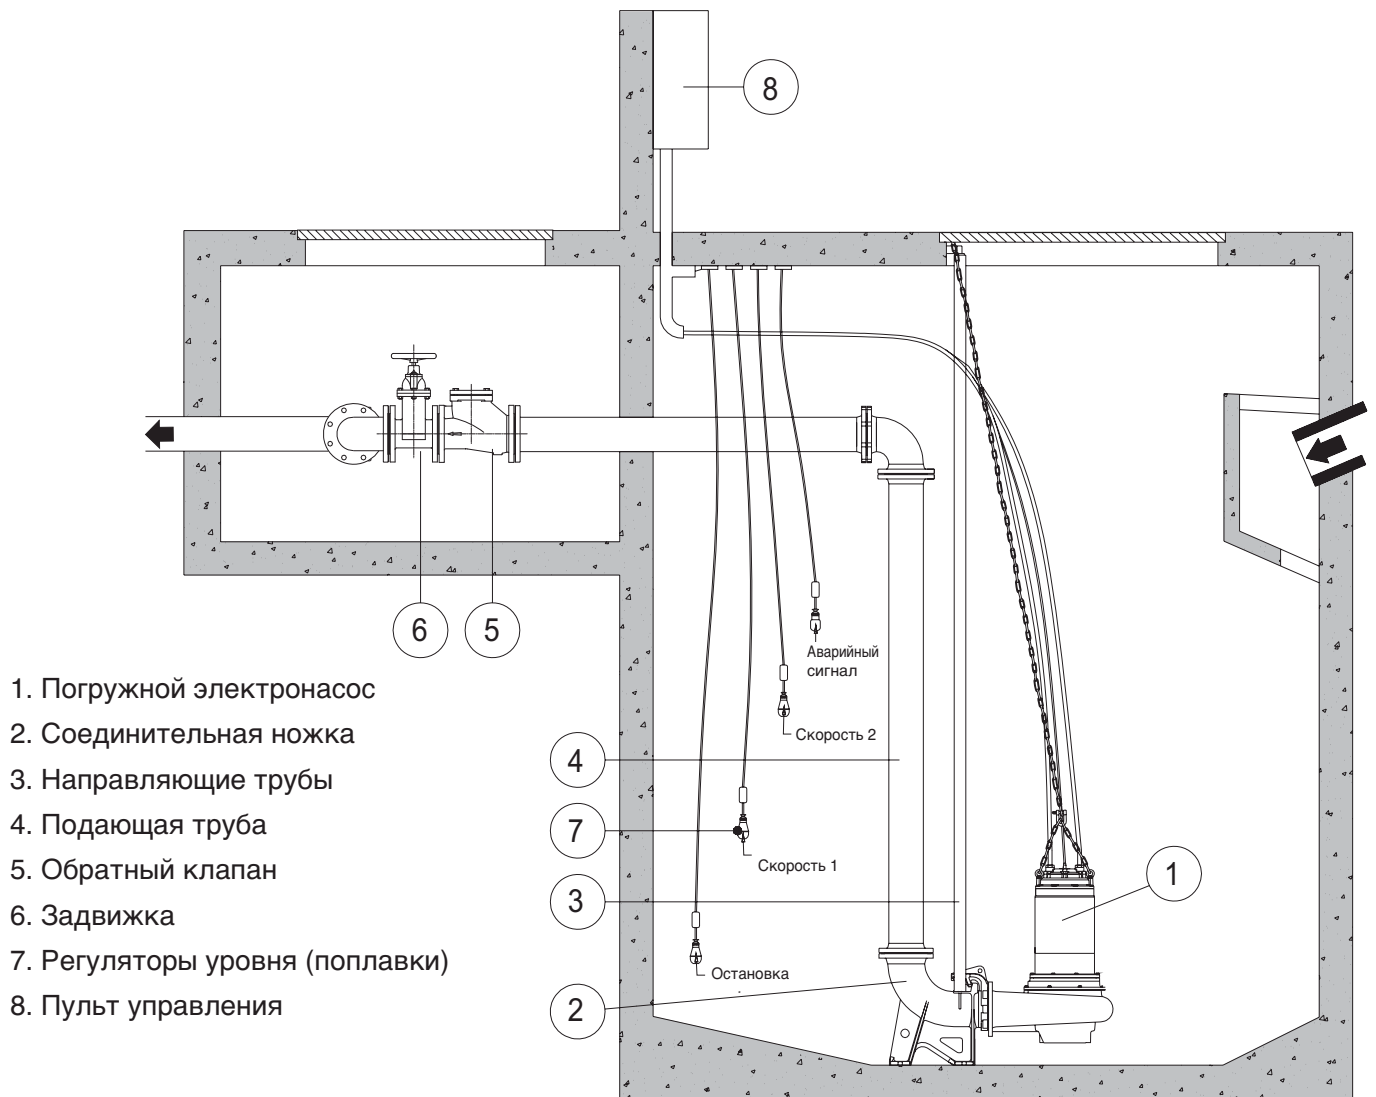 8
6
5
Аварийный
сигнал
1. Погружной электронасос
2. Соединительная ножка
3. Направляющие трубы
4. Подающая труба
5. Обратный клапан
6. Задвижка
7. Регуляторы уровня (поплавки)
8. Пульт управления
Скорость 2
4
7
Скорость 1
1
3
Остановка
2